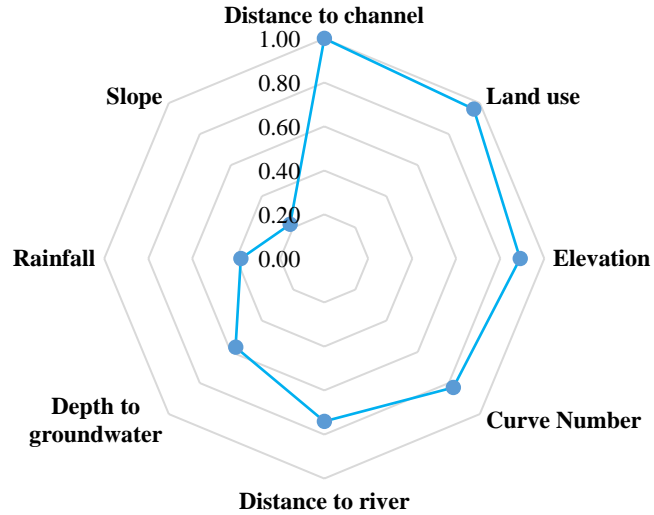 Distance to channel
1.00
0.80
0.60
0.40
0.20
0.00
Slope
Land use
Rainfall
Elevation
Depth to
groundwater
Curve Number
Distance to river